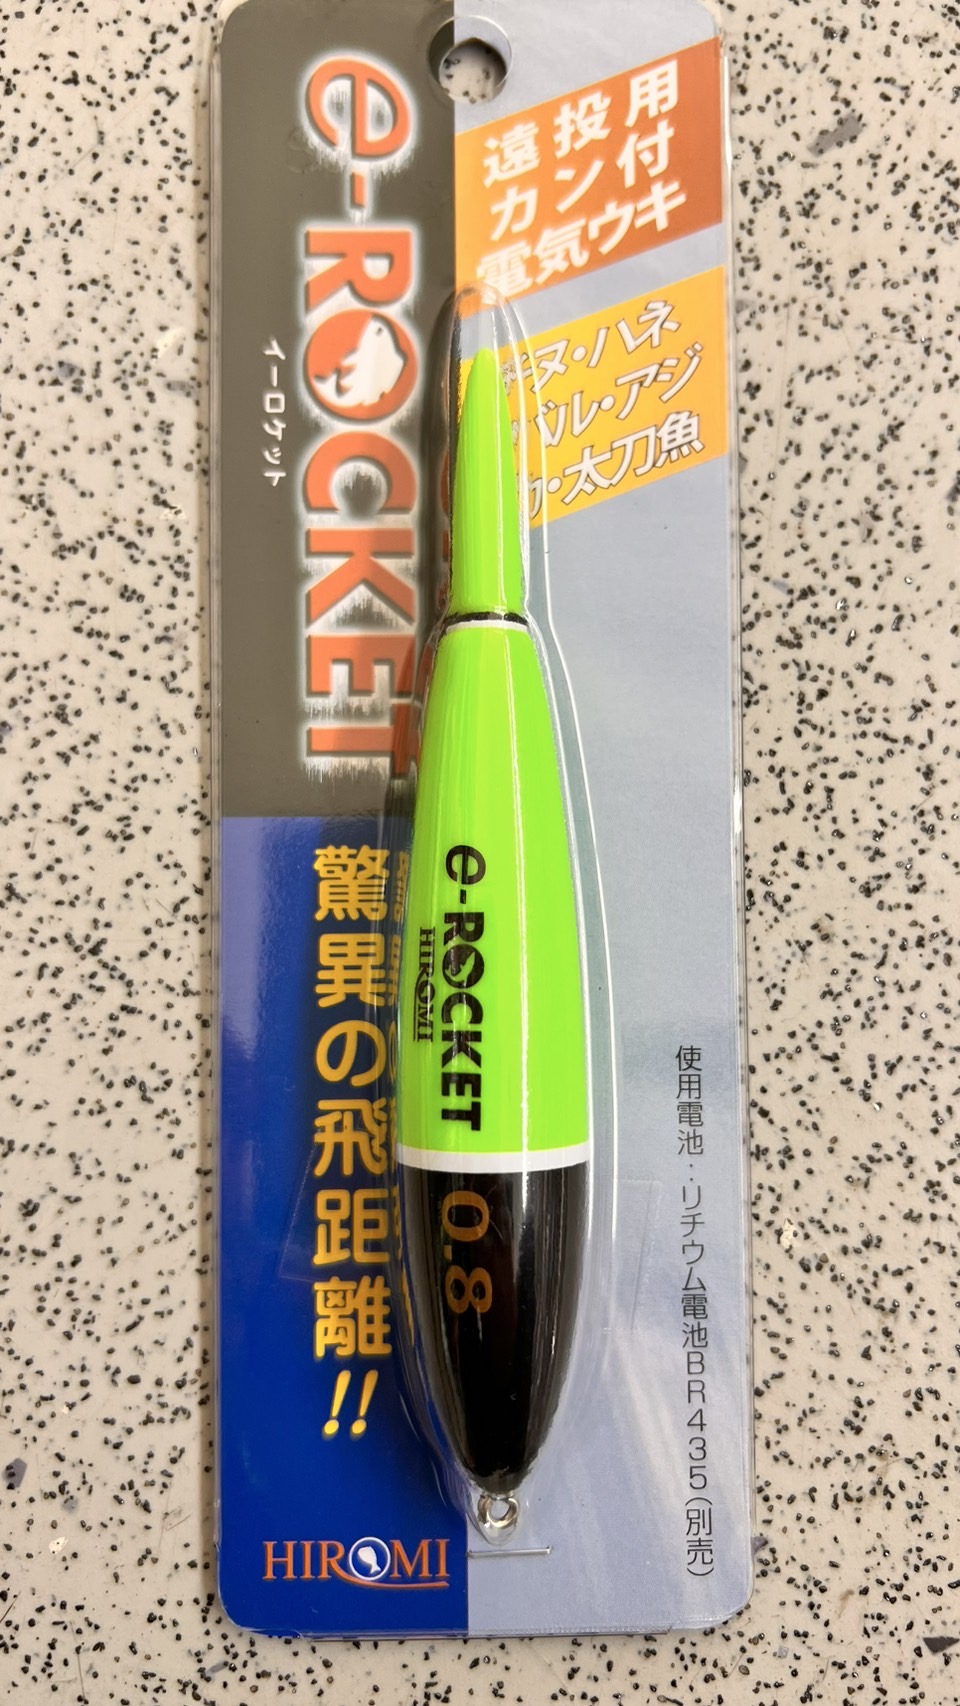 e-ROCKET
イーロケット
遠投用
カン付
電気ウキ
チヌ・ハネ
バル・アジ
カ・太刀魚
驚異の飛距離!!
e-ROCKET
HIROMI
0.8
使用電池：リチウム電池BR435(別売)
HIROMI